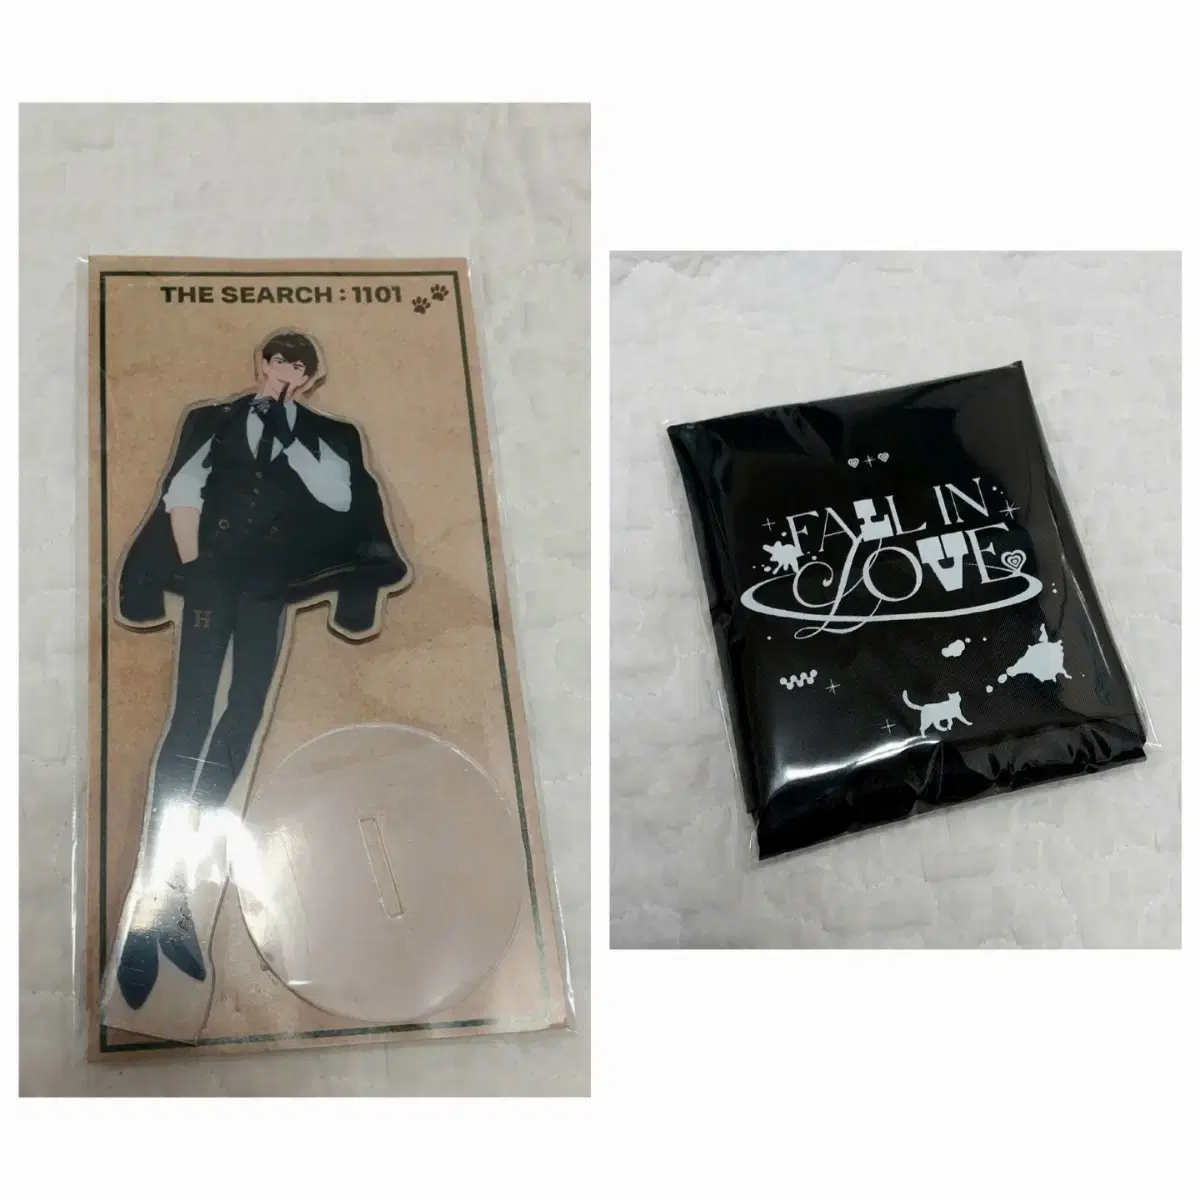 THE SEARCH : 1101
H
FALL IN
LOVE